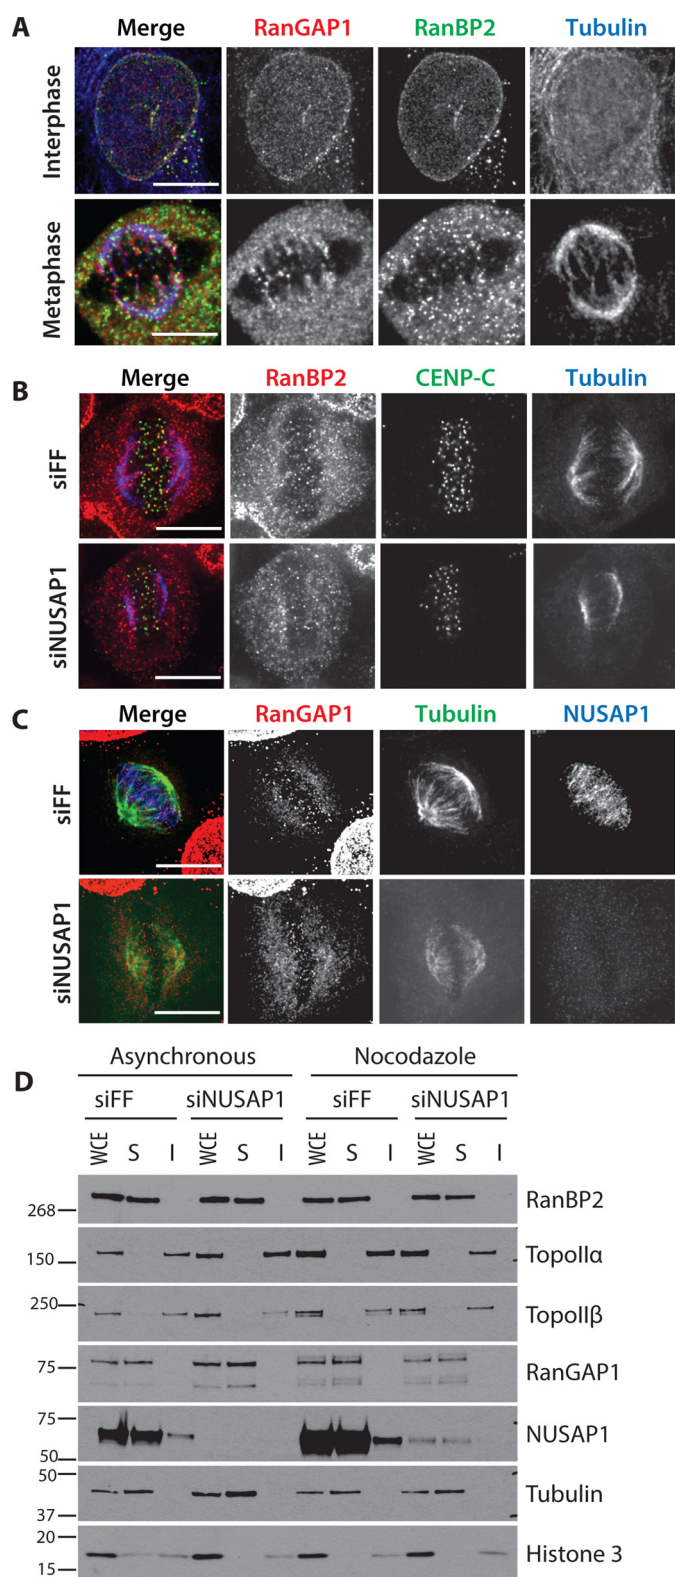 A
Merge RanGAP1 RanBP2 Tubulin
Interphase
Metaphase
B
Merge RanBP2 CENP-C Tubulin
siFF
siNUSAP1
C
Merge RanGAP1 Tubulin NUSAP1
siFF
siNUSAP1
D
Asynchronous Nocodazole
siFF siNUSAP1 siFF siNUSAP1
WCE S I WCE S I WCE S I WCE S I
268 RanBP2
150 TopoIIα
250 TopoIIβ
75 RanGAP1
75
NUSAP1
50
50
Tubulin
37
20
Histone 3
15